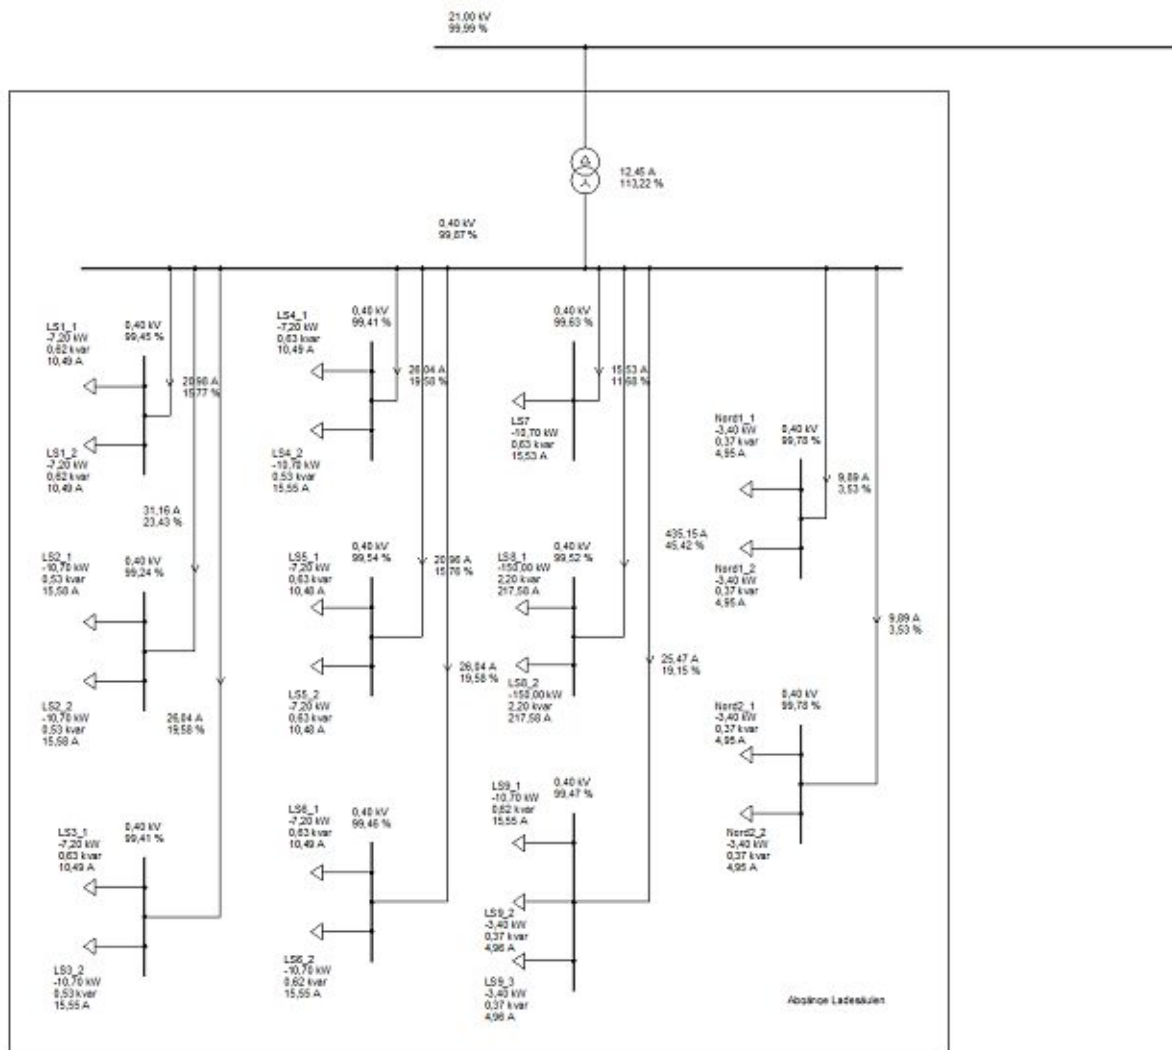 21,00 kV
99,99 %
12,45 A
113,22 %
0,40 kV
99,87 %
LS1_1
-7,20 kW
0,62 kvar
10,49 A
0,40 kV
99,45 %
20,98 A
15,77 %
LS1_2
-7,20 kW
0,62 kvar
10,49 A
31,16 A
23,43 %
LS2_1
-10,70 kW
0,53 kvar
15,58 A
0,40 kV
99,24 %
LS2_2
-10,70 kW
0,53 kvar
15,58 A
26,04 A
19,58 %
LS3_1
-7,20 kW
0,63 kvar
10,49 A
0,40 kV
99,41 %
LS3_2
-10,70 kW
0,53 kvar
15,55 A
LS4_1
-7,20 kW
0,63 kvar
10,49 A
0,40 kV
99,41 %
26,04 A
19,58 %
LS4_2
-10,70 kW
0,53 kvar
15,55 A
LS5_1
-7,20 kW
0,63 kvar
10,48 A
0,40 kV
99,54 %
20,96 A
15,76 %
LS5_2
-7,20 kW
0,63 kvar
10,48 A
26,04 A
19,58 %
LS6_1
-7,20 kW
0,63 kvar
10,49 A
0,40 kV
99,46 %
LS6_2
-10,70 kW
0,62 kvar
15,55 A
0,40 kV
99,63 %
15,53 A
11,68 %
LS7
-10,70 kW
0,63 kvar
15,53 A
435,15 A
45,42 %
LS8_1
-150,00 kW
2,20 kvar
217,58 A
0,40 kV
99,52 %
LS8_2
-150,00 kW
2,20 kvar
217,58 A
25,47 A
19,15 %
LS9_1
-10,70 kW
0,62 kvar
15,55 A
0,40 kV
99,47 %
LS9_2
-3,40 kW
0,37 kvar
4,96 A
LS9_3
-3,40 kW
0,37 kvar
4,96 A
Nord1_1
-3,40 kW
0,37 kvar
4,95 A
0,40 kV
99,78 %
9,89 A
3,53 %
Nord1_2
-3,40 kW
0,37 kvar
4,95 A
9,89 A
3,53 %
Nord2_1
-3,40 kW
0,37 kvar
4,95 A
0,40 kV
99,78 %
Nord2_2
-3,40 kW
0,37 kvar
4,95 A
Abgänge Ladesäulen